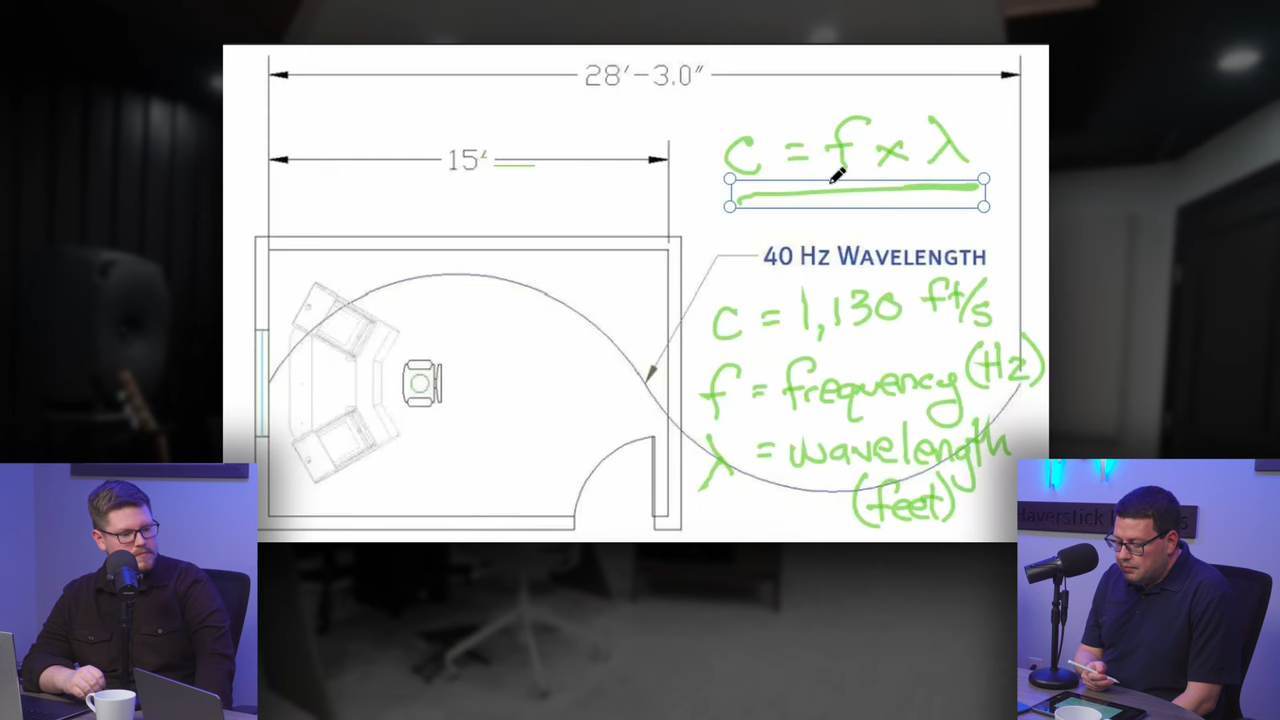 28'-3.0"
15'
c = f x λ
40 Hz Wavelength
c = 1,130 ft/s
f = frequency (Hz)
λ = wavelength
(feet)